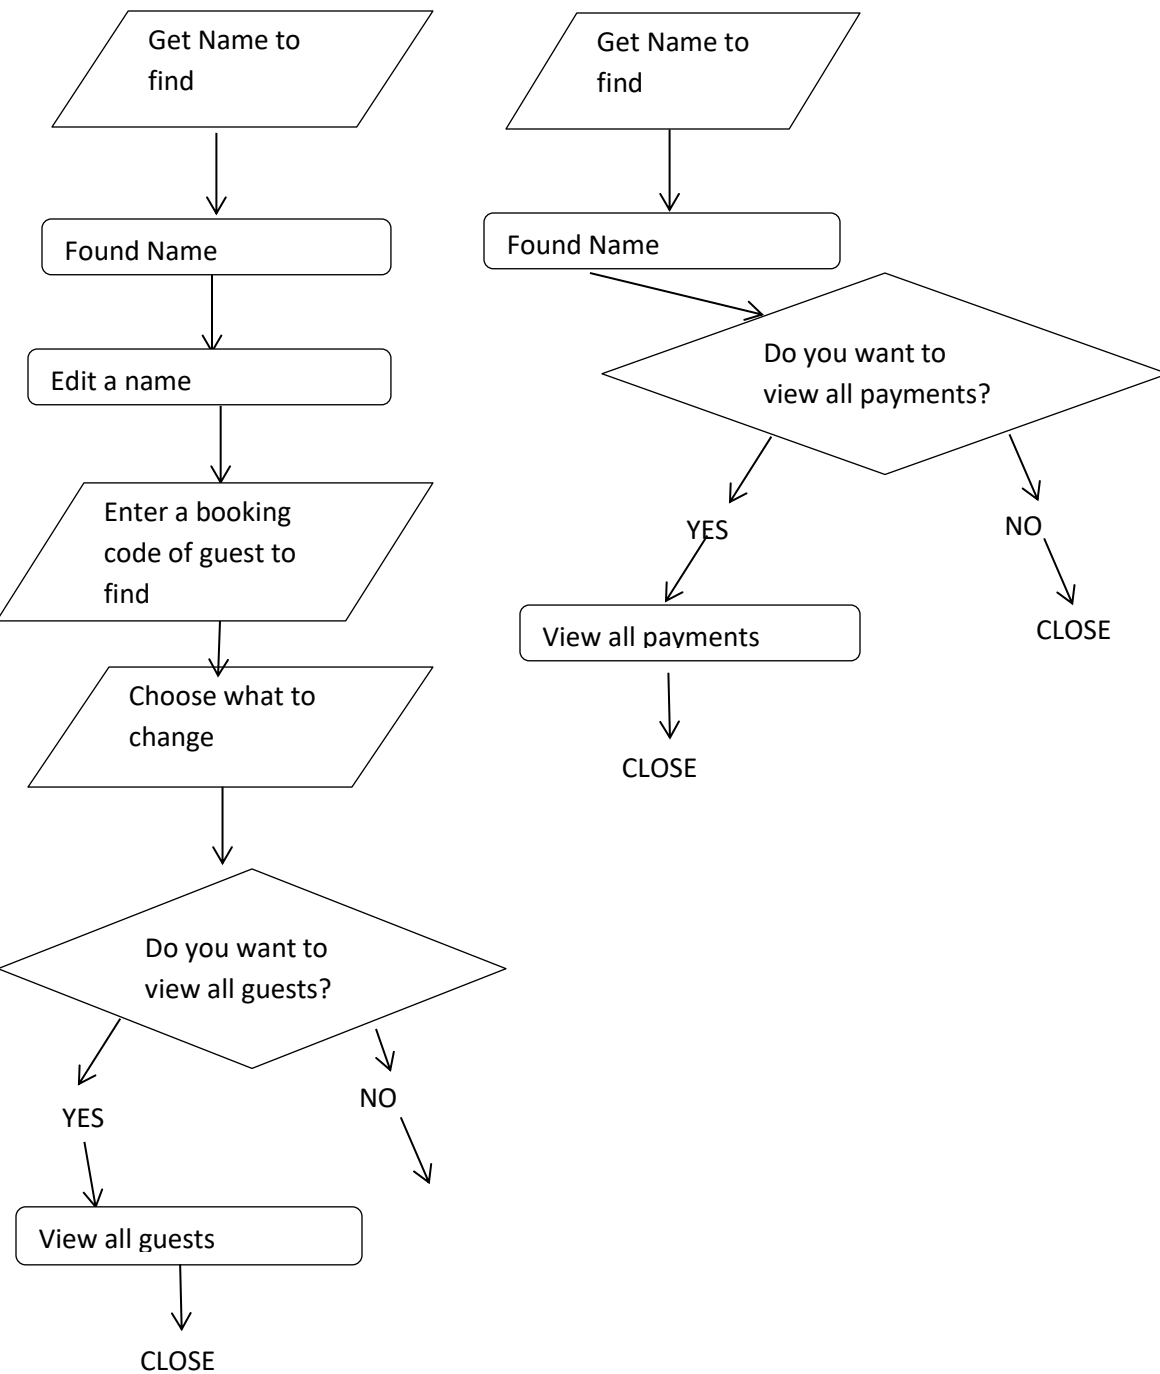 Get Name to
find
Found Name
Edit a name
Enter a booking
code of guest to
find
Choose what to
change
Do you want to
view all guests?
YES
NO
View all guests
CLOSE
Get Name to
find
Found Name
Do you want to
view all payments?
YES
NO
View all payments
CLOSE
CLOSE